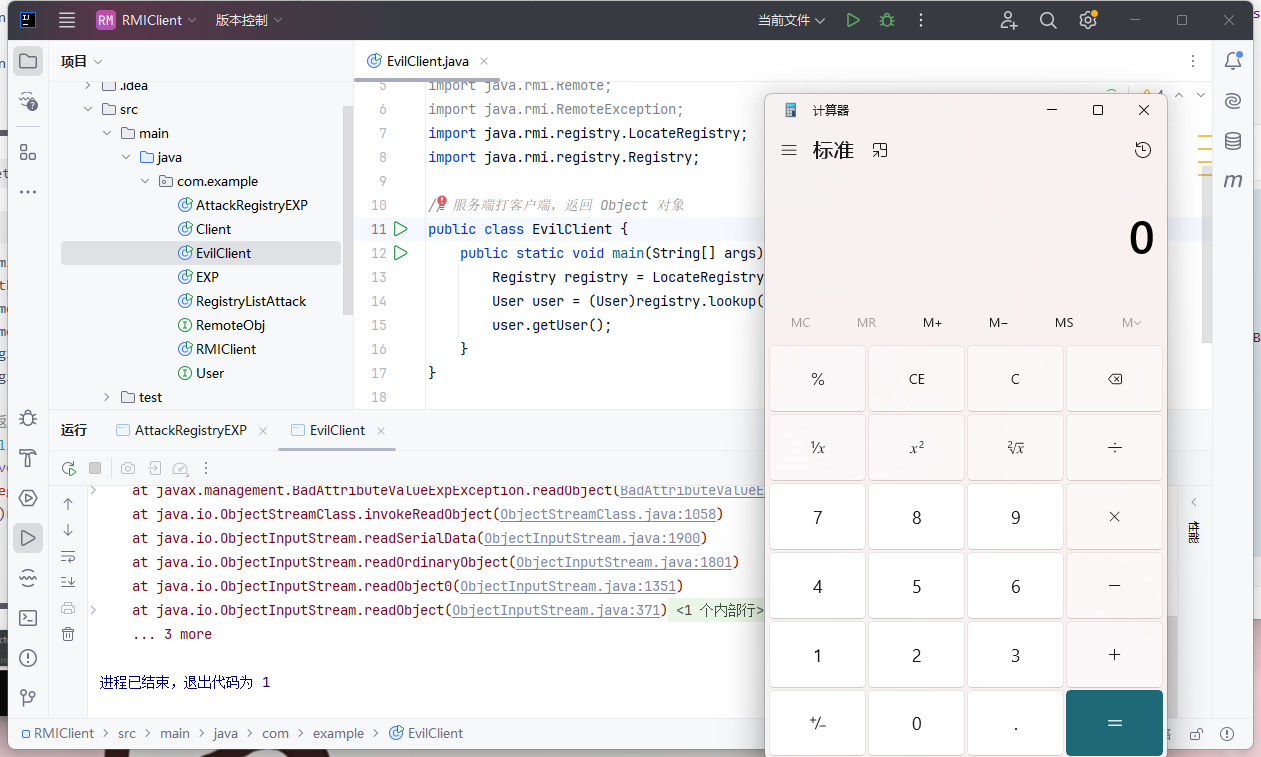 RM RMIClient 版本控制 当前文件
项目
.idea
src
main
java
com.example
AttackRegistryEXP
Client
EvilClient
EXP
RegistryListAttack
RemoteObj
RMIClient
User
test
EvilClient.java
5 import java.rmi.Remote;
6 import java.rmi.RemoteException;
7 import java.rmi.registry.LocateRegistry;
8 import java.rmi.registry.Registry;
9
10 // 服务端打客户端，返回 Object 对象
11 public class EvilClient {
12 public static void main(String[] args)
13 Registry registry = LocateRegistry
14 User user = (User)registry.lookup(
15 user.getUser();
16 }
17 }
18
计算器
标准
0
MC MR M+ M− MS M
% CE C
¹⁄x x² ²√x ÷
7 8 9 ×
4 5 6 −
1 2 3 +
+/− 0 . =
运行 AttackRegistryEXP EvilClient
at javax.management.BadAttributeValueExpException.readObject(BadAttributeValueE
at java.io.ObjectStreamClass.invokeReadObject(ObjectStreamClass.java:1058)
at java.io.ObjectInputStream.readSerialData(ObjectInputStream.java:1900)
at java.io.ObjectInputStream.readOrdinaryObject(ObjectInputStream.java:1801)
at java.io.ObjectInputStream.readObject0(ObjectInputStream.java:1351)
at java.io.ObjectInputStream.readObject(ObjectInputStream.java:371) <1 个内部行>
... 3 more
进程已结束，退出代码为 1
性能
RMIClient > src > main > java > com > example > EvilClient